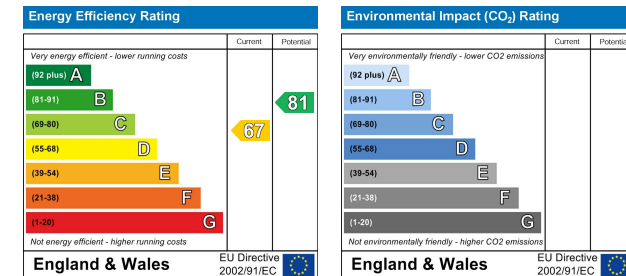 Energy Efficiency Rating
Current Potential
Very energy efficient - lower running costs
(92 plus) A
(81-91) B
(69-80) C
(55-68) D
(39-54) E
(21-38) F
(1-20) G
67
81
Not energy efficient - higher running costs
England & Wales
EU Directive
2002/91/EC
Environmental Impact (CO₂) Rating
Current Potential
Very environmentally friendly - lower CO2 emissions
(92 plus) A
(81-91) B
(69-80) C
(55-68) D
(39-54) E
(21-38) F
(1-20) G
Not environmentally friendly - higher CO2 emissions
England & Wales
EU Directive
2002/91/EC